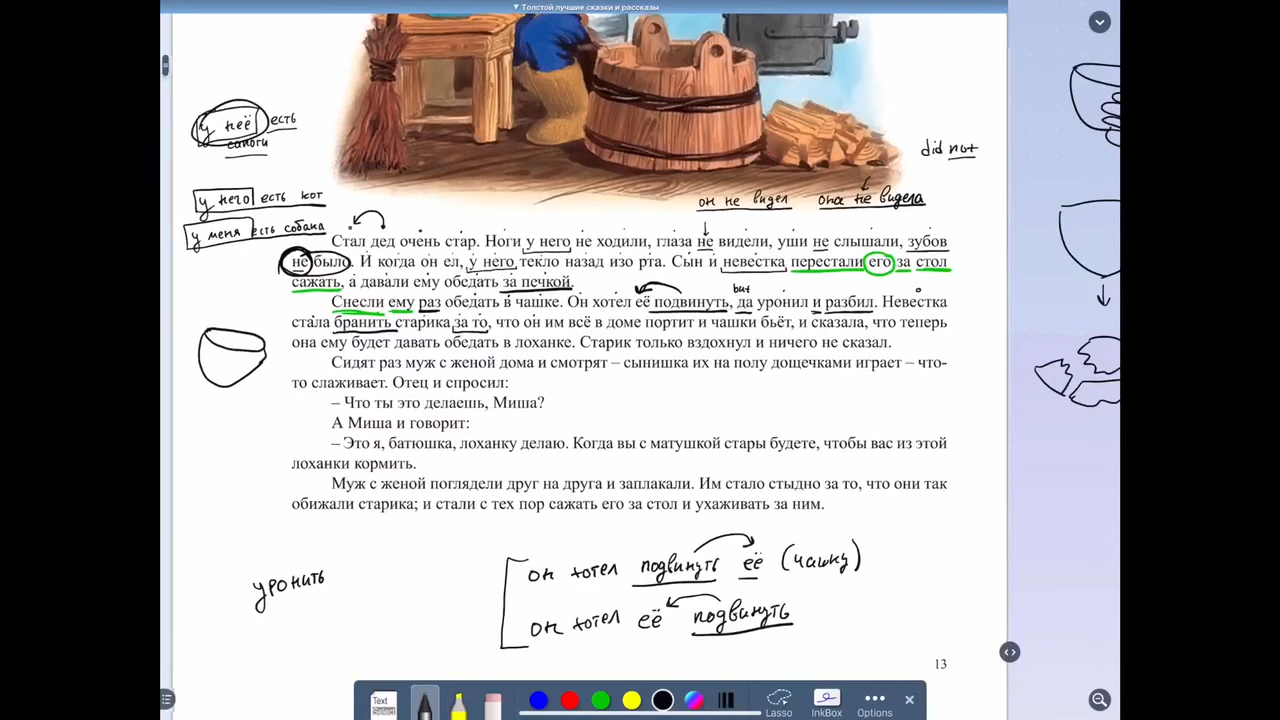 Толстой лучшие сказки и рассказы
у неё есть
сапоги
did not
у него есть кот
он не видел она не видела
у меня есть собака
Стал дед очень стар. Ноги у него не ходили, глаза не видели, уши не слышали, зубов
не было. И когда он ел, у него текло назад изо рта. Сын и невестка перестали его за стол
сажать, а давали ему обедать за печкой.
but
Снесли ему раз обедать в чашке. Он хотел её подвинуть, да уронил и разбил. Невестка
стала бранить старика за то, что он им всё в доме портит и чашки бьёт, и сказала, что теперь
она ему будет давать обедать в лоханке. Старик только вздохнул и ничего не сказал.
Сидят раз муж с женой дома и смотрят – сынишка их на полу дощечками играет – что-
то слаживает. Отец и спросил:
– Что ты это делаешь, Миша?
А Миша и говорит:
– Это я, батюшка, лоханку делаю. Когда вы с матушкой стары будете, чтобы вас из этой
лоханки кормить.
Муж с женой поглядели друг на друга и заплакали. Им стало стыдно за то, что они так
обижали старика; и стали с тех пор сажать его за стол и ухаживать за ним.
он хотел подвинуть её (чашку)
уронить
он хотел её подвинуть
13
Text
Lasso
InkBox
Options